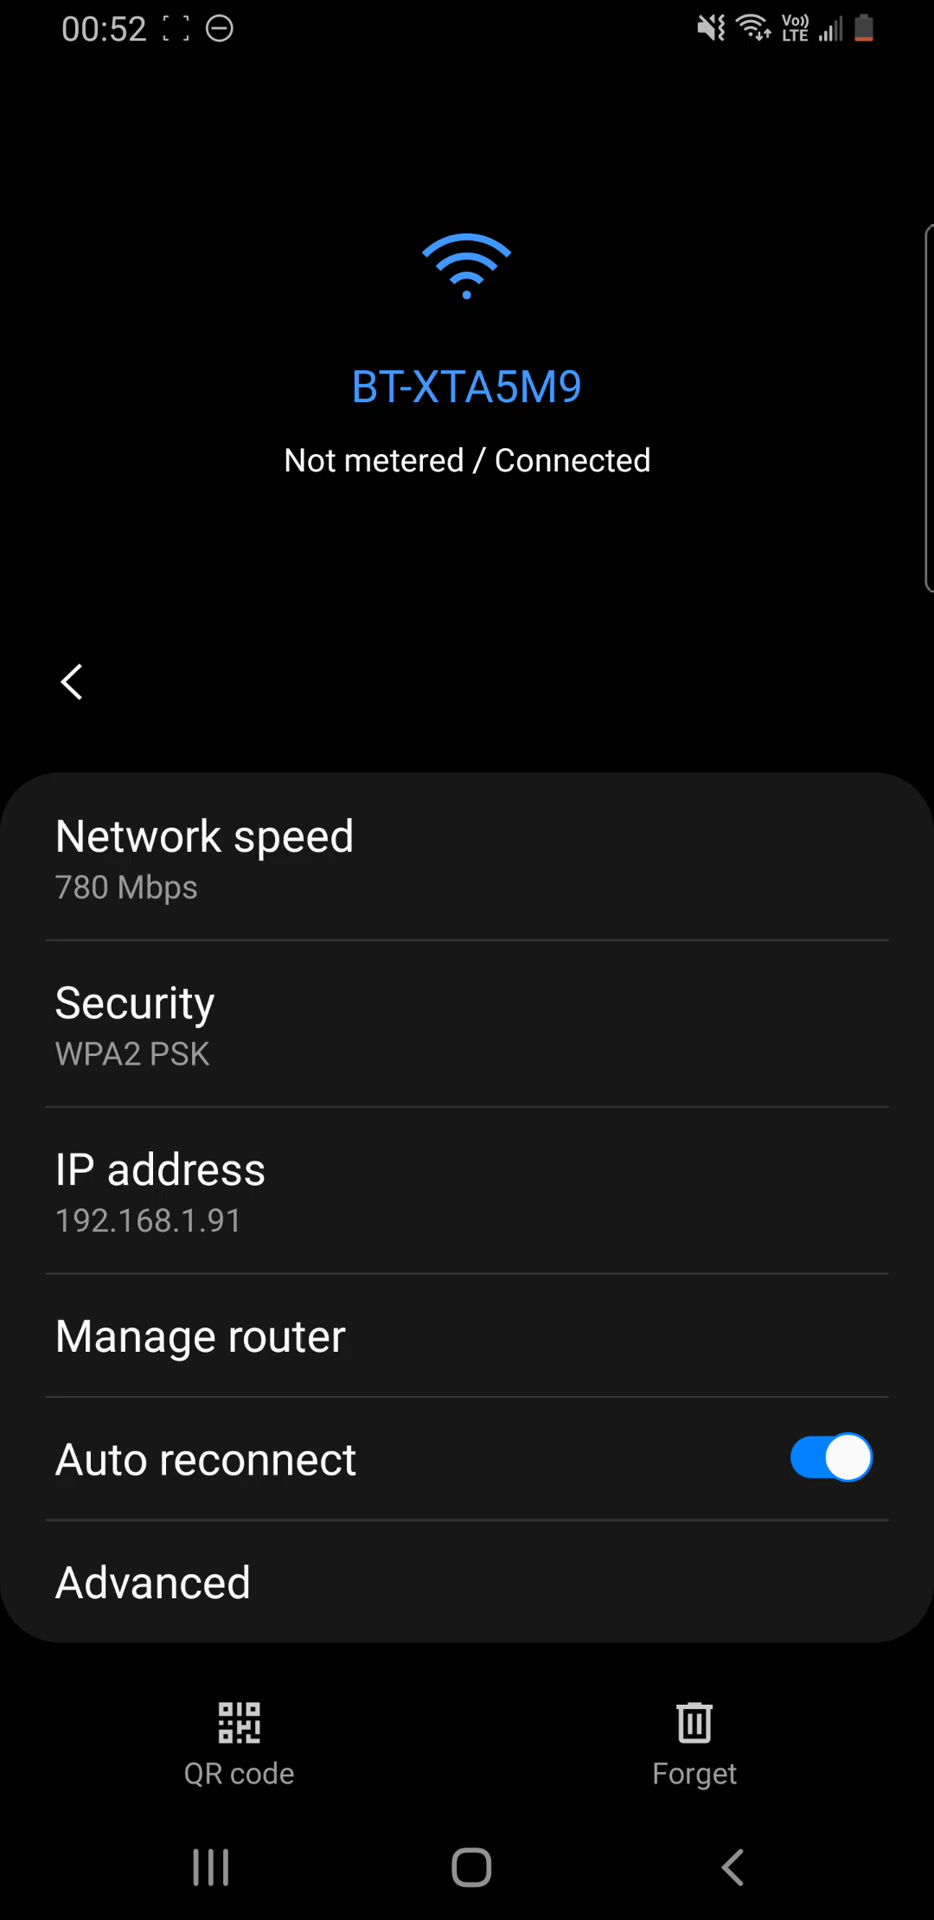 00:52
Vo))
LTE
BT-XTA5M9
Not metered / Connected
Network speed
780 Mbps
Security
WPA2 PSK
IP address
192.168.1.91
Manage router
Auto reconnect
Advanced
QR code
Forget